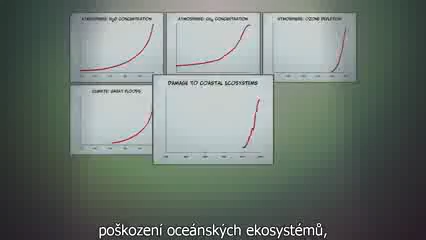 ATMOSPHERE: N₂O CONCENTRATION
ATMOSPHERE: CH₄ CONCENTRATION
ATMOSPHERE: OZONE DEPLETION
CLIMATE: GREAT FLOODS
DAMAGE TO COASTAL ECOSYSTEMS
poškození oceánských ekosystémů,